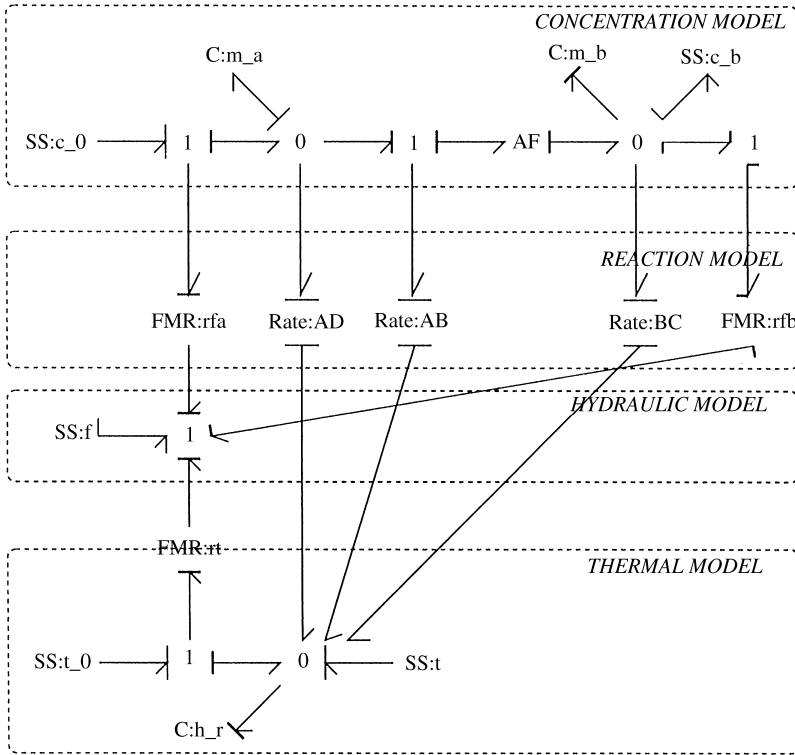 CONCENTRATION MODEL
C:m_a
C:m_b
SS:c_b
SS:c_0 1 0 1 AF 0 1
REACTION MODEL
FMR:rfa Rate:AD Rate:AB Rate:BC FMR:rfb
HYDRAULIC MODEL
SS:f 1
FMR:rt
THERMAL MODEL
SS:t_0 1 0 SS:t
C:h_r